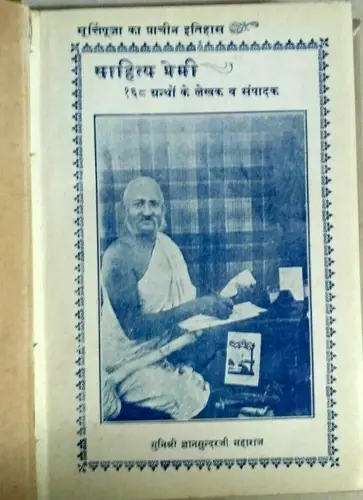 मूर्त्तिपूजा का प्राचीन इतिहास
साहित्य प्रेमी
१६८ ग्रन्थों के लेखक व संपादक
मुनिश्री ज्ञानसुन्दरजी महाराज